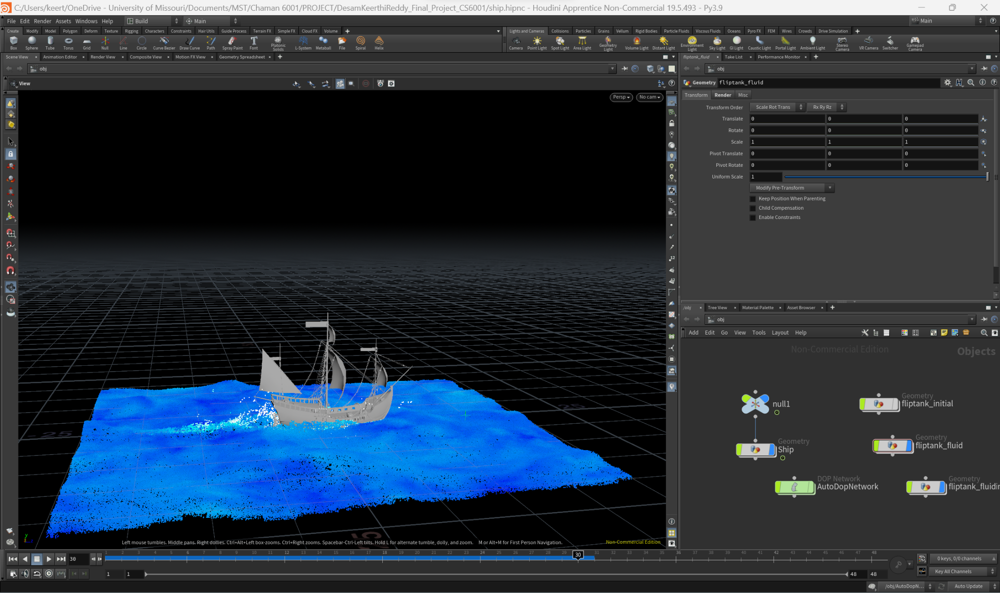 C:/Users/keert/OneDrive - University of Missouri/Documents/MST/Chaman 6001/PROJECT/DesamKeerthiReddy_Final_Project_CS6001/ship.hipnc - Houdini Apprentice Non-Commercial 19.5.493 - Py3.9
File Edit Render Assets Windows Help Build Main Main
Create Modify Model Polygon Deform Texture Rigging Characters Constraints Hair Utils Guide Process Terrain FX Simple FX Cloud FX Volume
Lights and Cameras Collisions Particles Grains Vellum Rigid Bodies Particle Fluids Viscous Fluids Oceans Pyro FX FEM Wires Crowds Drive Simulation
Box Sphere Tube Torus Grid Null Line Circle Curve Bezier Draw Curve Path Spray Paint Font Platonic Solids L-System Metaball File Spiral Helix
Camera Point Light Spot Light Area Light Geometry Light Volume Light Distant Light Environment Light Sky Light GI Light Caustic Light Portal Light Ambient Light Stereo Camera VR Camera Switcher Gamepad Camera
Scene View Animation Editor Render View Composite View Motion FX View Geometry Spreadsheet
fliptank_fluid Take List Performance Monitor
obj
obj
View
Persp No cam
Geometry fliptank_fluid
Transform Render Misc
Transform Order Scale Rot Trans Rx Ry Rz
Translate 0 0 0
Rotate 0 0 0
Scale 1 1 1
Pivot Translate 0 0 0
Pivot Rotate 0 0 0
Uniform Scale 1
Modify Pre-Transform
Keep Position When Parenting
Child Compensation
Enable Constraints
12
/obj Tree View Material Palette Asset Browser
obj
Add Edit Go View Tools Layout Help
Non-Commercial Edition Objects
null1
Geometry
fliptank_initial
Geometry
Ship
Geometry
fliptank_fluid
DOP Network
AutoDopNetwork
Geometry
fliptank_fluidin
-25
25
y
z
Left mouse tumbles. Middle pans. Right dollies. Ctrl+Alt+Left box-zooms. Ctrl+Right zooms. Spacebar-Ctrl-Left tilts. Hold L for alternate tumble, dolly, and zoom. M or Alt+M for First Person Navigation.
Non-Commercial Edition
30
1 2 3 4 5 6 7 8 9 10 11 12 13 14 15 16 17 18 19 20 21 22 23 24 25 26 27 28 29 30 31 32 33 34 35 36 37 38 39 40 41 42 43 44 45 46 47 48
0 keys, 0/0 channels
1 1 48 48
Key All Channels
/obj/AutoDopN... Auto Update